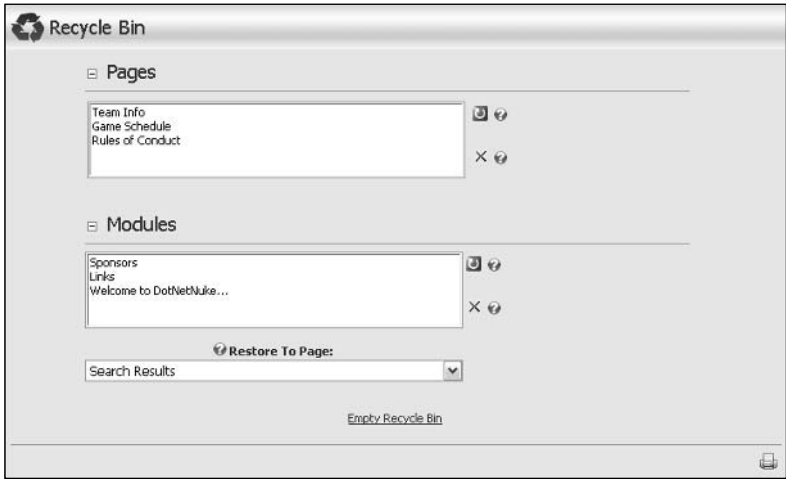 Recycle Bin
Pages
Team Info
Game Schedule
Rules of Conduct
Modules
Sponsors
Links
Welcome to DotNetNuke...
Restore To Page:
Search Results
Empty Recycle Bin